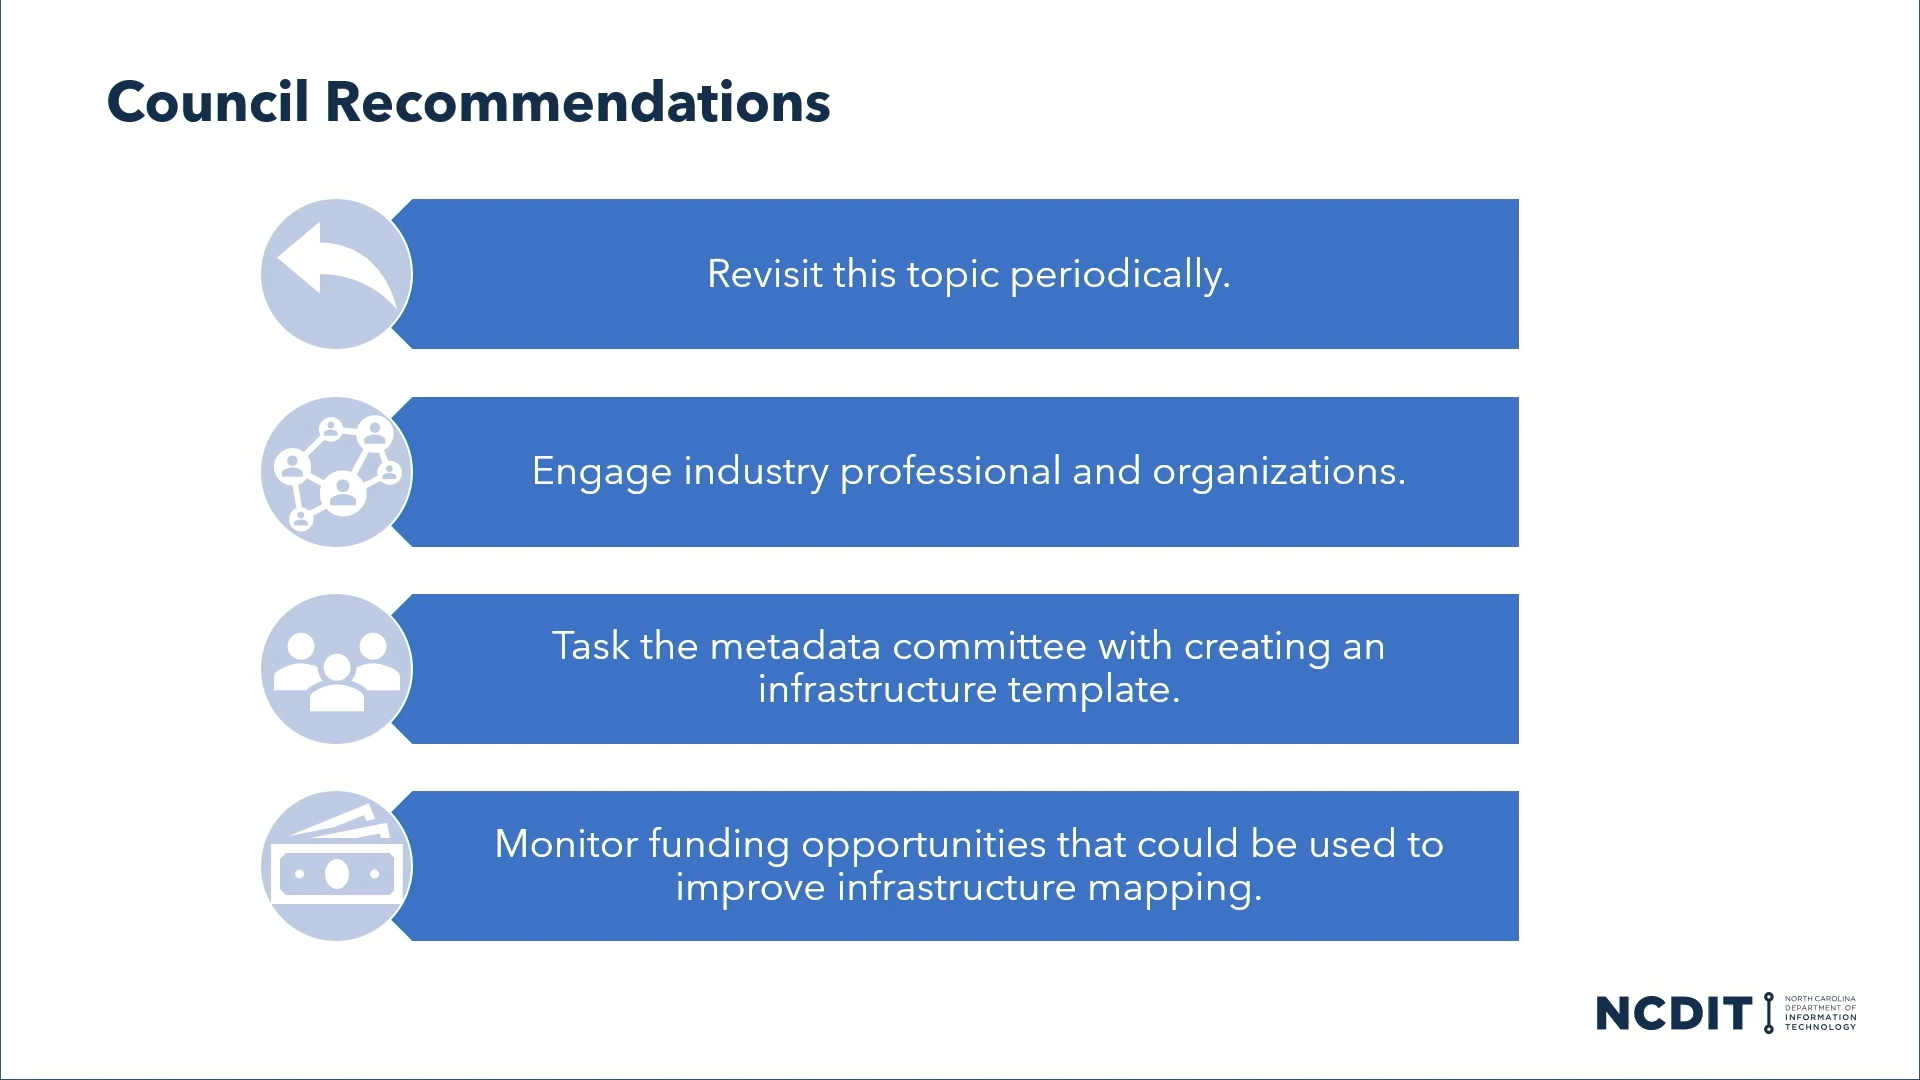 Council Recommendations
Revisit this topic periodically.
Engage industry professional and organizations.
Task the metadata committee with creating an
infrastructure template.
Monitor funding opportunities that could be used to
improve infrastructure mapping.
NCDIT
NORTH CAROLINA
DEPARTMENT OF
INFORMATION
TECHNOLOGY